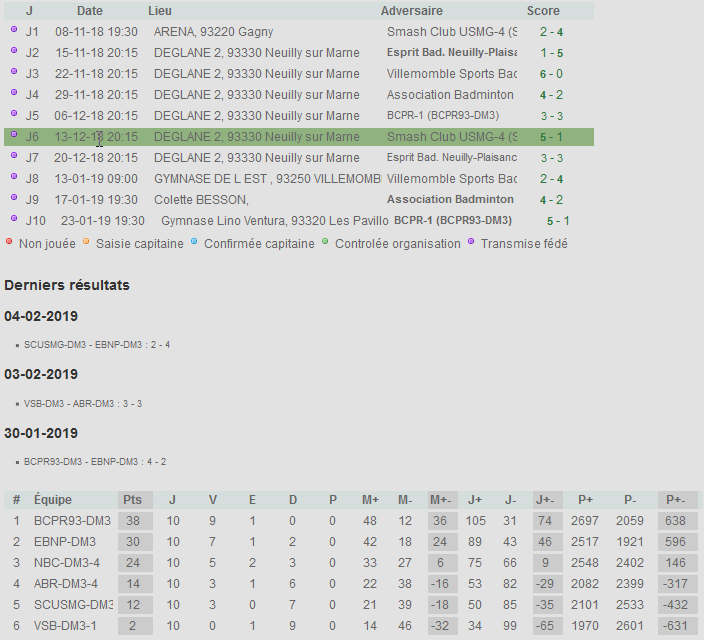 J Date Lieu Adversaire Score
J1 08-11-18 19:30 ARENA, 93220 Gagny Smash Club USMG-4 (S 2 - 4
J2 15-11-18 20:15 DEGLANE 2, 93330 Neuilly sur Marne Esprit Bad. Neuilly-Plaisa 1 - 5
J3 22-11-18 20:15 DEGLANE 2, 93330 Neuilly sur Marne Villemomble Sports Bad 6 - 0
J4 29-11-18 20:15 DEGLANE 2, 93330 Neuilly sur Marne Association Badminton 4 - 2
J5 06-12-18 20:15 DEGLANE 2, 93330 Neuilly sur Marne BCPR-1 (BCPR93-DM3) 3 - 3
J6 13-12-18 20:15 DEGLANE 2, 93330 Neuilly sur Marne Smash Club USMG-4 (S 5 - 1
J7 20-12-18 20:15 DEGLANE 2, 93330 Neuilly sur Marne Esprit Bad. Neuilly-Plaisanc 3 - 3
J8 13-01-19 09:00 GYMNASE DE L EST , 93250 VILLEMOMB Villemomble Sports Bad 2 - 4
J9 17-01-19 19:30 Colette BESSON, Association Badminton 4 - 2
J10 23-01-19 19:30 Gymnase Lino Ventura, 93320 Les Pavillo BCPR-1 (BCPR93-DM3) 5 - 1
Non jouée Saisie capitaine Confirmée capitaine Controlée organisation Transmise fédé
Derniers résultats
04-02-2019
SCUSMG-DM3 - EBNP-DM3 : 2 - 4
03-02-2019
VSB-DM3 - ABR-DM3 : 3 - 3
30-01-2019
BCPR93-DM3 - EBNP-DM3 : 4 - 2
# Équipe Pts J V E D P M+ M- M+- J+ J- J+- P+ P- P+-
1 BCPR93-DM3 38 10 9 1 0 0 48 12 36 105 31 74 2697 2059 638
2 EBNP-DM3 30 10 7 1 2 0 42 18 24 89 43 46 2517 1921 596
3 NBC-DM3-4 24 10 5 2 3 0 33 27 6 75 66 9 2548 2402 146
4 ABR-DM3-4 14 10 3 1 6 0 22 38 -16 53 82 -29 2082 2399 -317
5 SCUSMG-DM3 12 10 3 0 7 0 21 39 -18 50 85 -35 2101 2533 -432
6 VSB-DM3-1 2 10 0 1 9 0 14 46 -32 34 99 -65 1970 2601 -631